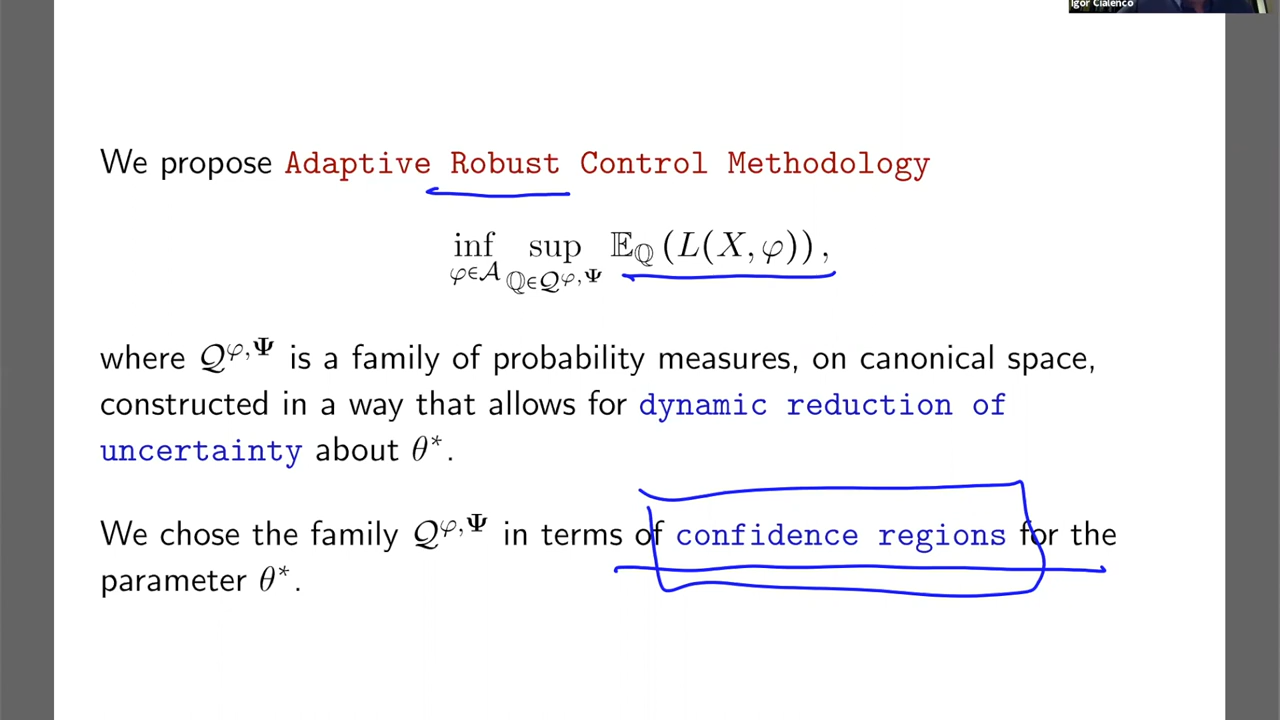 Igor Cialenco
We propose Adaptive Robust Control Methodology
inf sup 𝔼_ℚ (L(X, φ)),
φ∈𝒜 ℚ∈𝒬^{φ,Ψ}
where 𝒬^{φ,Ψ} is a family of probability measures, on canonical space,
constructed in a way that allows for dynamic reduction of
uncertainty about θ*.
We chose the family 𝒬^{φ,Ψ} in terms of confidence regions for the
parameter θ*.